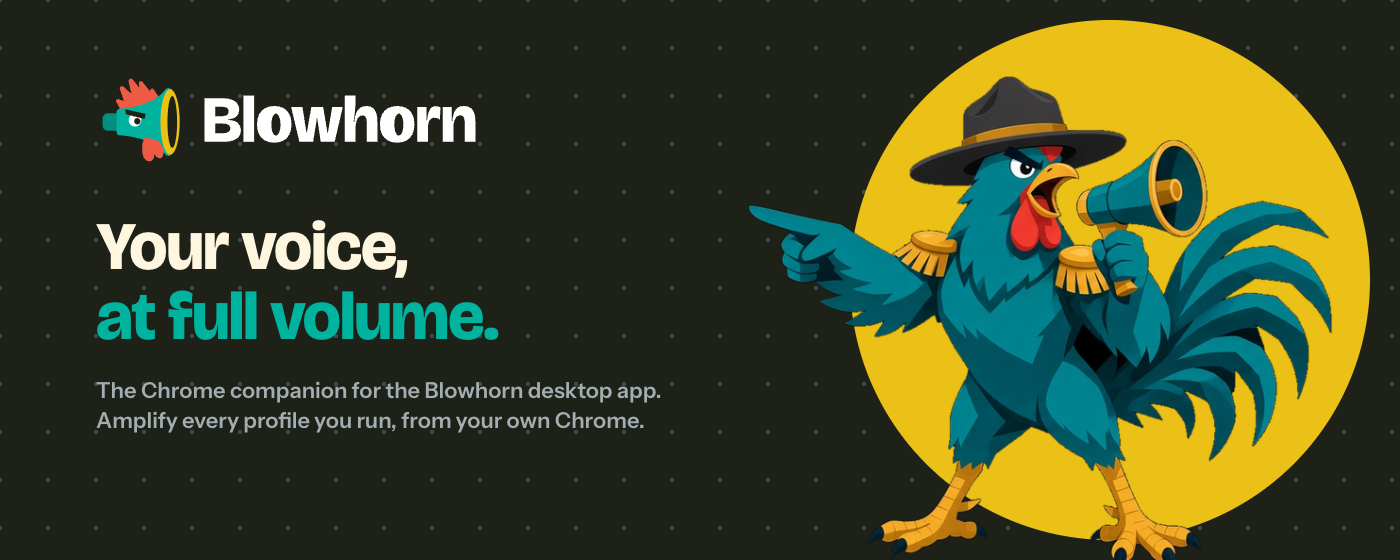 Blowhorn
Your voice,
at full volume.
The Chrome companion for the Blowhorn desktop app.
Amplify every profile you run, from your own Chrome.